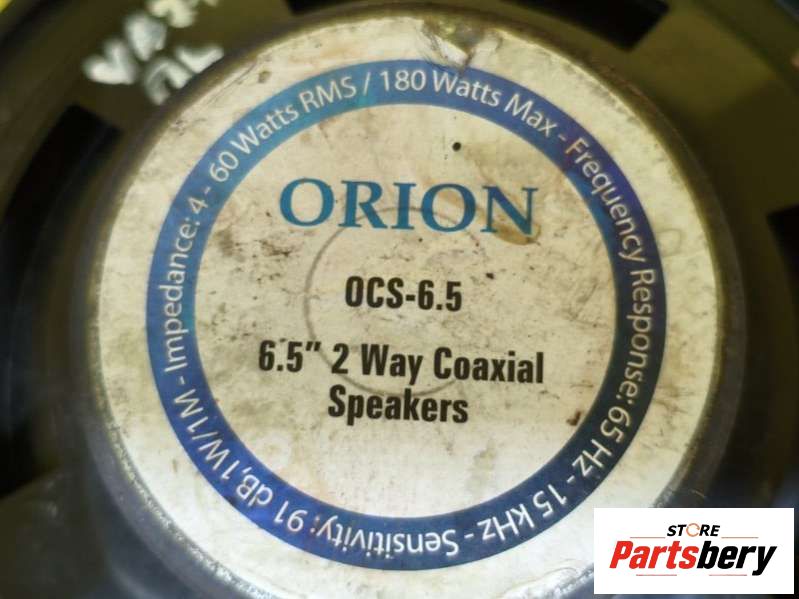 Impedance: 4 - 60 Watts RMS / 180 Watts Max - Frequency Response: 65 Hz - 15 kHz - Sensitivity: 91 dB,1W/1M -
ORION
OCS-6.5
6.5" 2 Way Coaxial
Speakers
STORE
Partsbery